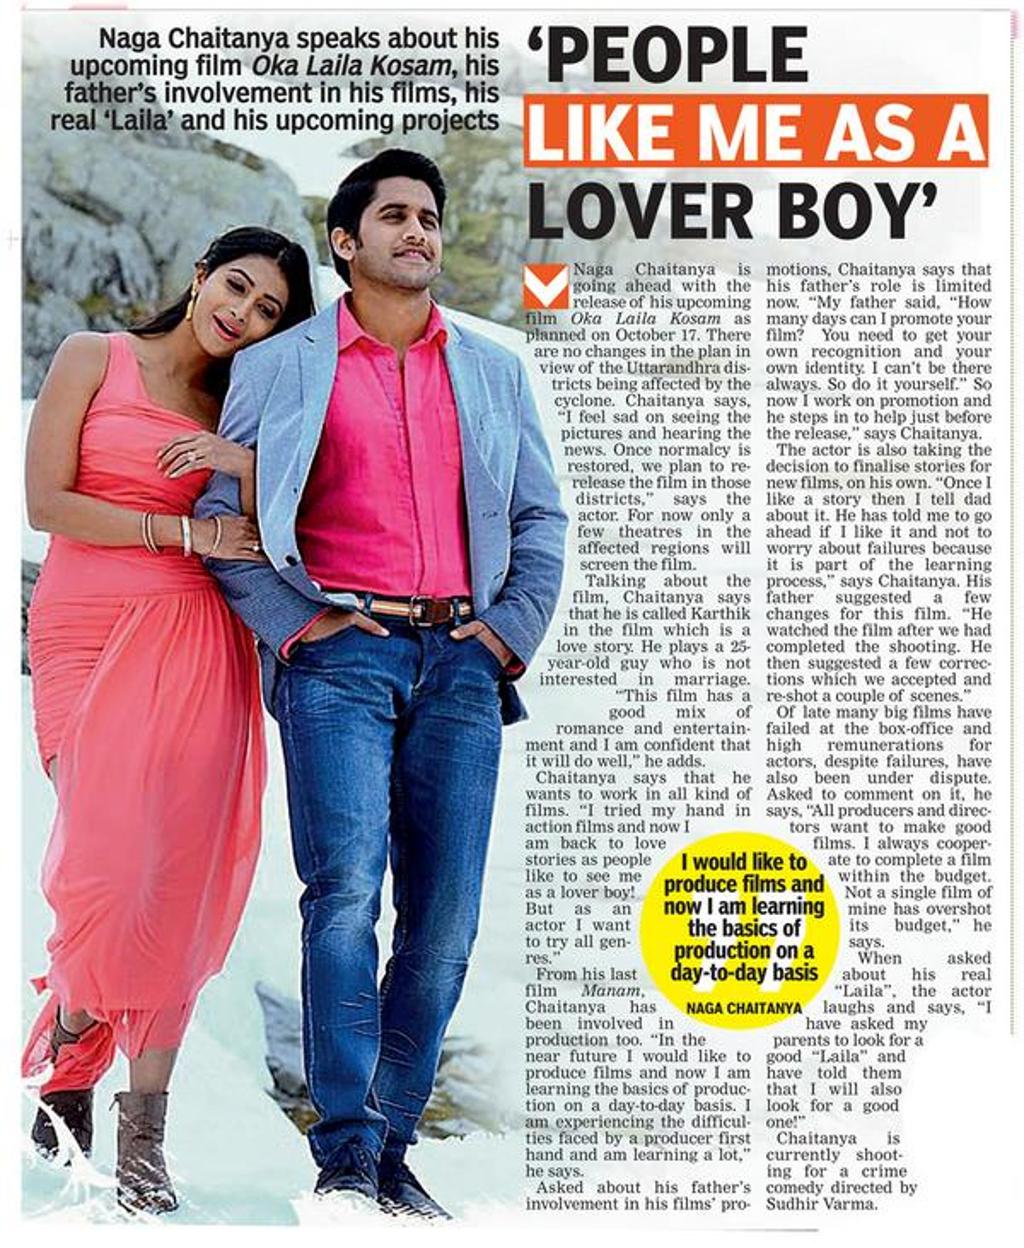 Naga Chaitanya speaks about his
upcoming film Oka Laila Kosam, his
father's involvement in his films, his
real 'Laila' and his upcoming projects
'PEOPLE
LIKE ME AS A
LOVER BOY'
Naga Chaitanya is
going ahead with the
release of his upcoming
film Oka Laila Kosam as
planned on October 17. There
are no changes in the plan in
view of the Uttarandhra dis-
tricts being affected by the
cyclone. Chaitanya says,
"I feel sad on seeing the
pictures and hearing the
news. Once normalcy is
restored, we plan to re-
release the film in those
districts," says the
actor. For now only a
few theatres in the
affected regions will
screen the film.
Talking about the
film, Chaitanya says
that he is called Karthik
in the film which is a
love story. He plays a 25-
year-old guy who is not
interested in marriage.
"This film has a
good mix of
romance and entertain-
ment and I am confident that
it will do well," he adds.
Chaitanya says that he
wants to work in all kind of
films. "I tried my hand in
action films and now I
am back to love
stories as people
like to see me
as a lover boy!
But as an
actor I want
to try all gen-
res."
From his last
film Manam,
Chaitanya has
been involved in
production too. "In the
near future I would like to
produce films and now I am
learning the basics of produc-
tion on a day-to-day basis. I
am experiencing the difficul-
ties faced by a producer first
hand and am learning a lot,"
he says.
Asked about his father's
involvement in his films' pro-
motions, Chaitanya says that
his father's role is limited
now. "My father said, "How
many days can I promote your
film? You need to get your
own recognition and your
own identity. I can't be there
always. So do it yourself." So
now I work on promotion and
he steps in to help just before
the release," says Chaitanya.
The actor is also taking the
decision to finalise stories for
new films, on his own. "Once I
like a story then I tell dad
about it. He has told me to go
ahead if I like it and not to
worry about failures because
it is part of the learning
process," says Chaitanya. His
father suggested a few
changes for this film. "He
watched the film after we had
completed the shooting. He
then suggested a few correc-
tions which we accepted and
re-shot a couple of scenes."
Of late many big films have
failed at the box-office and
high remunerations for
actors, despite failures, have
also been under dispute.
Asked to comment on it, he
says, "All producers and direc-
tors want to make good
films. I always cooper-
ate to complete a film
within the budget.
Not a single film of
mine has overshot
its budget," he
says.
When asked
about his real
"Laila", the actor
laughs and says, "I
have asked my
parents to look for a
good "Laila" and
have told them
that I will also
look for a good
one!"
Chaitanya is
currently shoot-
ing for a crime
comedy directed by
Sudhir Varma.
I would like to
produce films and
now I am learning
the basics of
production on a
day-to-day basis
NAGA CHAITANYA